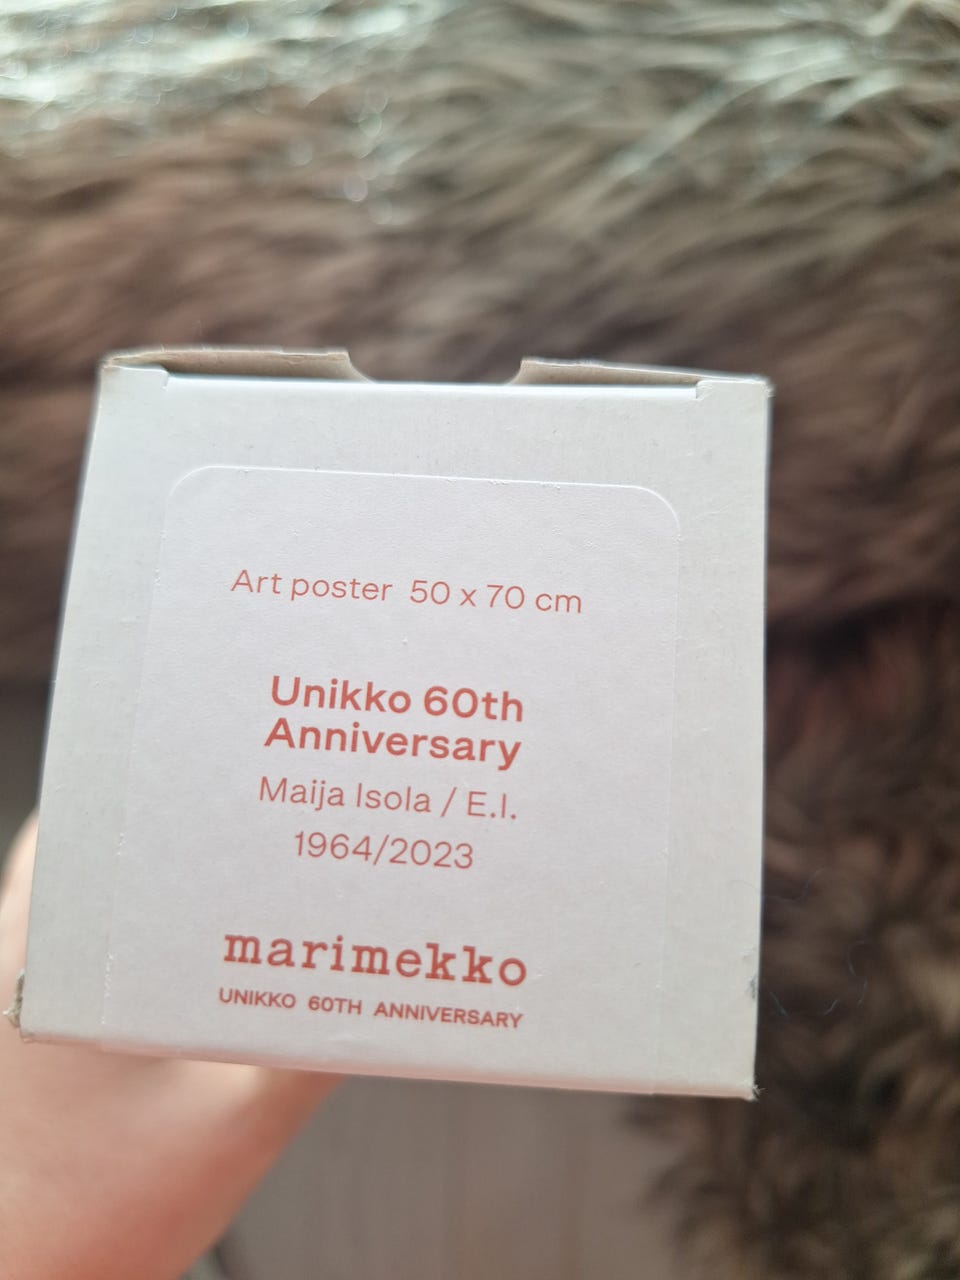 Art poster 50 x 70 cm
Unikko 60th
Anniversary
Maija Isola / E.I.
1964/2023
marimekko
UNIKKO 60TH ANNIVERSARY